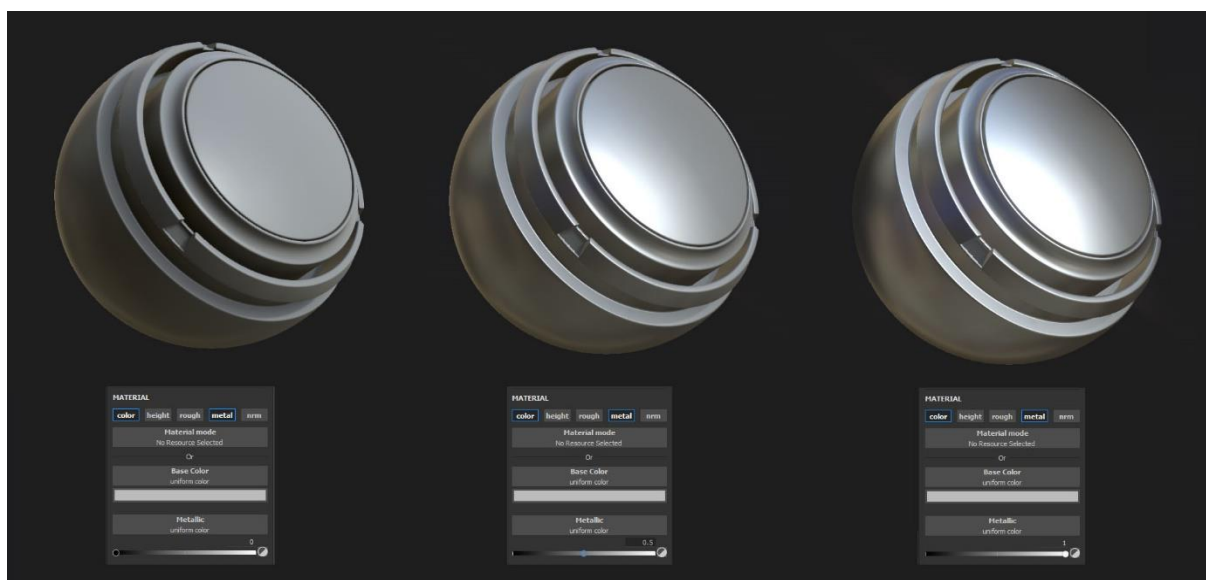 MATERIAL
color height rough metal nrm
Material mode
No Resource Selected
Or
Base Color
uniform color
Metallic
uniform color
0
MATERIAL
color height rough metal nrm
Material mode
No Resource Selected
Or
Base Color
uniform color
Metallic
uniform color
0.5
MATERIAL
color height rough metal nrm
Material mode
No Resource Selected
Or
Base Color
uniform color
Metallic
uniform color
1